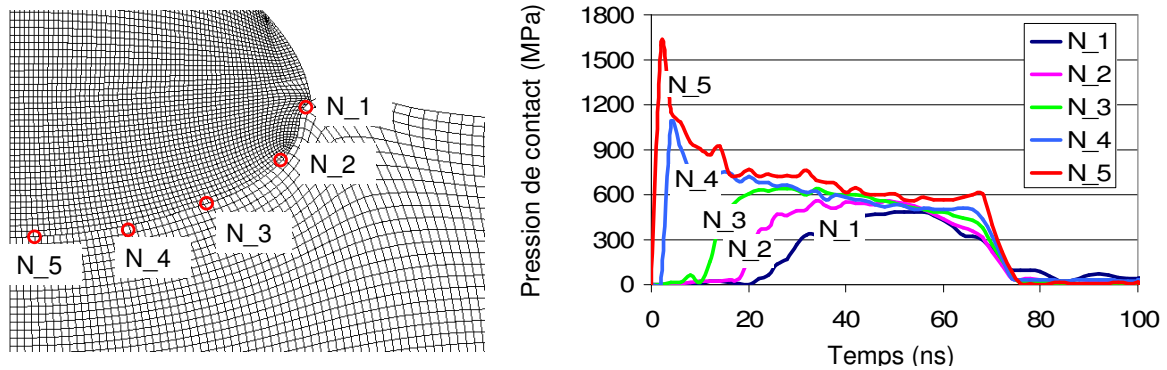 N_1
N_2
N_3
N_4
N_5
Pression de contact (MPa)
1800
1500
1200
900
600
300
0
N_5
N_4
N_3
N_2
N_1
N_1
N_2
N_3
N_4
N_5
0
20
40
60
80
100
Temps (ns)